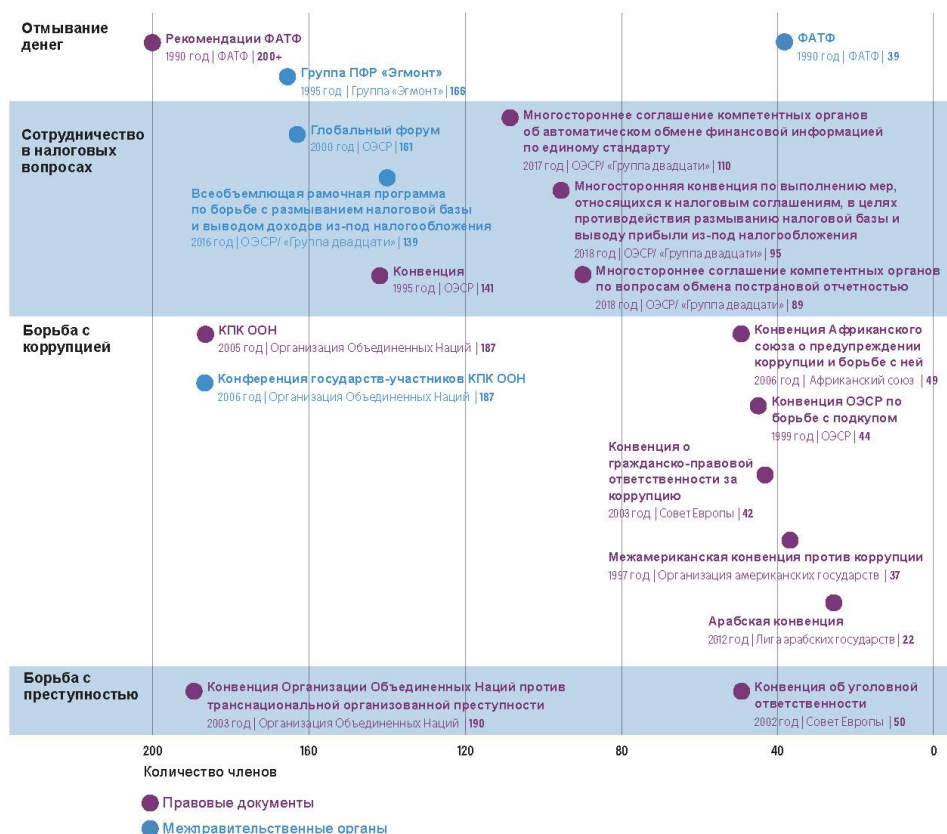 Отмывание
денег
Рекомендации ФАТФ
1990 год | ФАТФ | 200+
Группа ПФР «Эгмонт»
1995 год | Группа «Эгмонт» | 166
ФАТФ
1990 год | ФАТФ | 39
Сотрудничество
в налоговых
вопросах
Глобальный форум
2000 год | ОЭСР | 161
Всеобъемлющая рамочная программа
по борьбе с размыванием налоговой базы
и выводом доходов из-под налогообложения
2016 год | ОЭСР/ «Группа двадцати» | 139
Конвенция
1995 год | ОЭСР | 141
Многостороннее соглашение компетентных органов
об автоматическом обмене финансовой информацией
по единому стандарту
2017 год | ОЭСР/ «Группа двадцати» | 110
Многосторонняя конвенция по выполнению мер,
относящихся к налоговым соглашениям, в целях
противодействия размыванию налоговой базы и
выводу прибыли из-под налогообложения
2018 год | ОЭСР/ «Группа двадцати» | 95
Многостороннее соглашение компетентных органов
по вопросам обмена пострановой отчетностью
2018 год | ОЭСР/ «Группа двадцати» | 89
Борьба с
коррупцией
КПК ООН
2005 год | Организация Объединенных Наций | 187
Конференция государств-участников КПК ООН
2006 год | Организация Объединенных Наций | 187
Конвенция Африканского
союза о предупреждении
коррупции и борьбе с ней
2006 год | Африканский союз | 49
Конвенция ОЭСР по
борьбе с подкупом
1999 год | ОЭСР | 44
Конвенция о
гражданско-правовой
ответственности за
коррупцию
2003 год | Совет Европы | 42
Межамериканская конвенция против коррупции
1997 год | Организация американских государств | 37
Арабская конвенция
2012 год | Лига арабских государств | 22
Борьба с
преступностью
Конвенция Организации Объединенных Наций против
транснациональной организованной преступности
2003 год | Организация Объединенных Наций | 190
Конвенция об уголовной
ответственности
2002 год | Совет Европы | 50
200 160 120 80 40 0
Количество членов
Правовые документы
Межправительственные органы